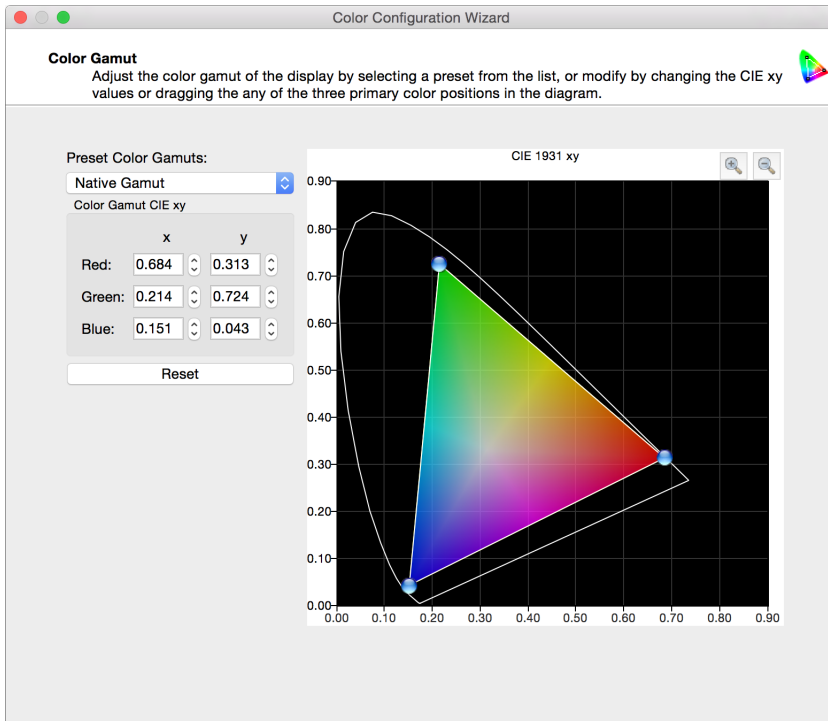 Color Configuration Wizard
Color Gamut
Adjust the color gamut of the display by selecting a preset from the list, or modify by changing the CIE xy
values or dragging the any of the three primary color positions in the diagram.
Preset Color Gamuts:
Native Gamut
Color Gamut CIE xy
x y
Red: 0.684 0.313
Green: 0.214 0.724
Blue: 0.151 0.043
Reset
CIE 1931 xy
0.90
0.80
0.70
0.60
0.50
0.40
0.30
0.20
0.10
0.00
0.00 0.10 0.20 0.30 0.40 0.50 0.60 0.70 0.80 0.90